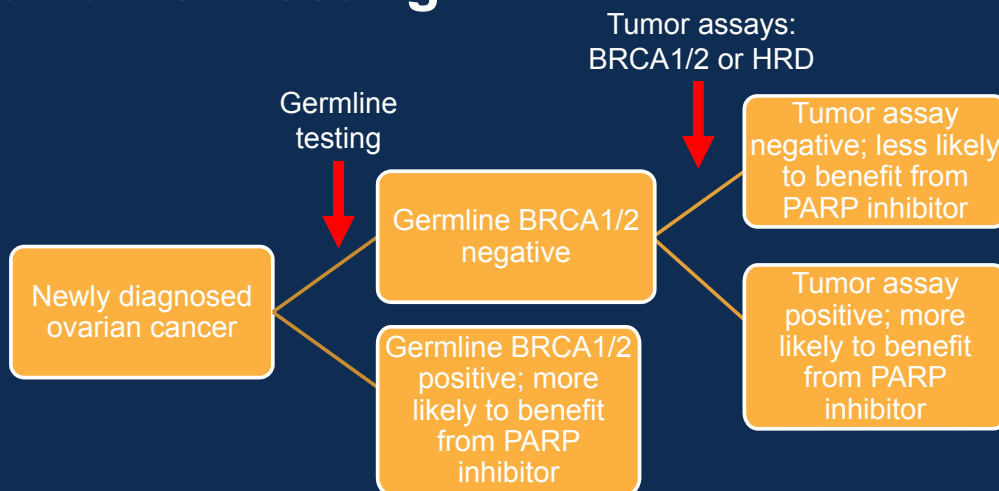 Tumor assays:
BRCA1/2 or HRD
Germline
testing
Newly diagnosed
ovarian cancer
Germline BRCA1/2
negative
Germline BRCA1/2
positive; more
likely to benefit
from PARP
inhibitor
Tumor assay
negative; less likely
to benefit from
PARP inhibitor
Tumor assay
positive; more
likely to benefit
from PARP
inhibitor